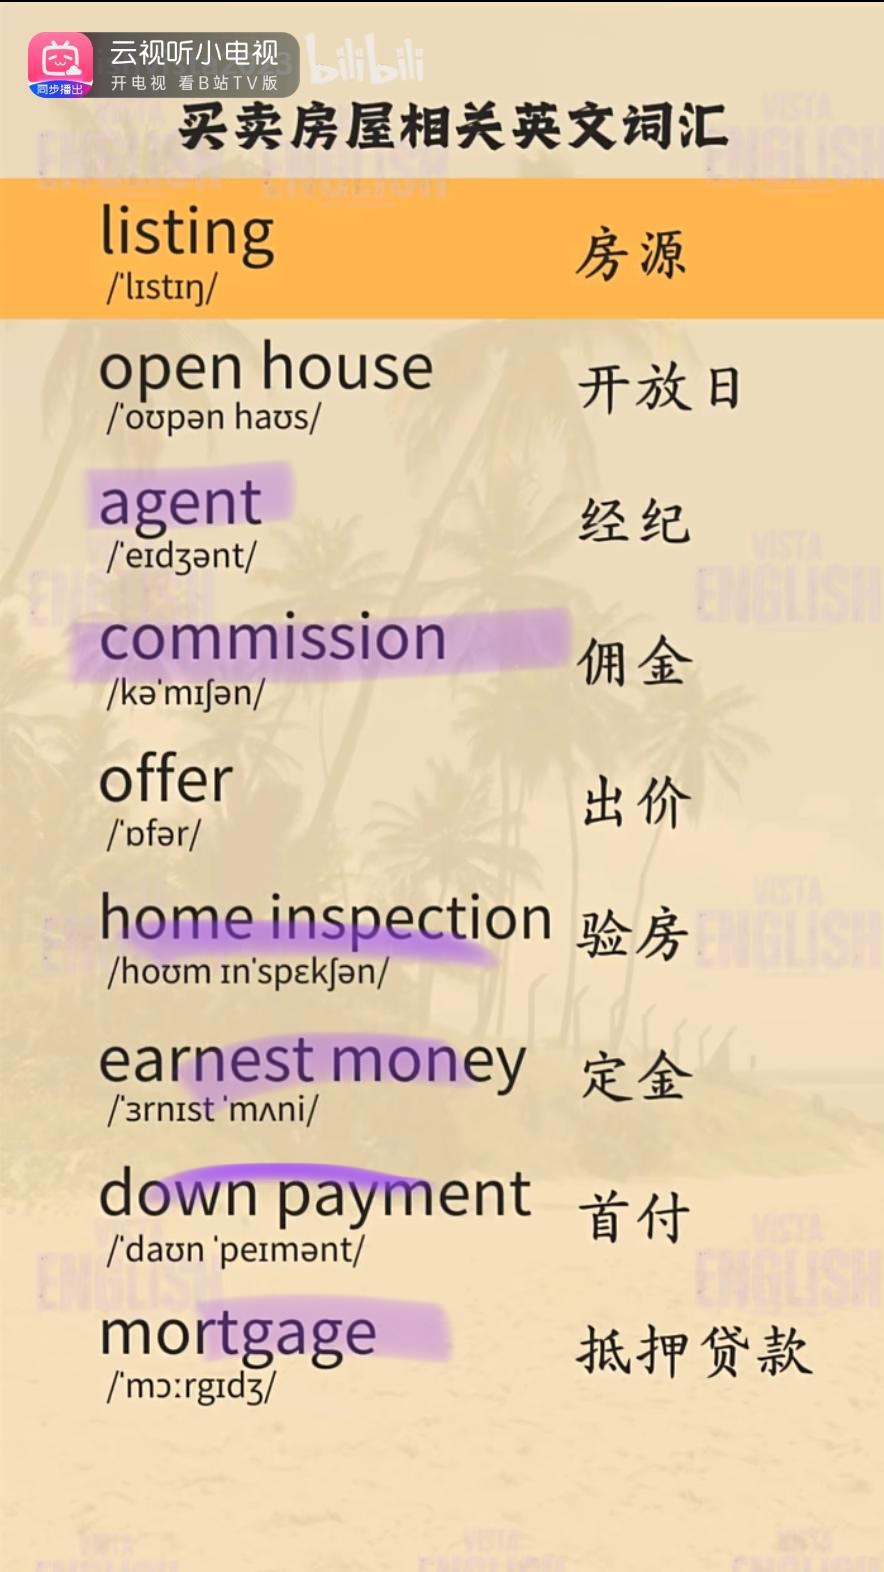 云视听小电视
开电视 看B站TV版
同步播出
bilibili
买卖房屋相关英文词汇
listing 房源
/ˈlɪstɪŋ/
open house 开放日
/ˈoʊpən haʊs/
agent 经纪
/ˈeɪdʒənt/
commission 佣金
/kəˈmɪʃən/
offer 出价
/ˈɒfər/
home inspection 验房
/hoʊm ɪnˈspɛkʃən/
earnest money 定金
/ˈɜrnɪst ˈmʌni/
down payment 首付
/ˈdaʊn ˈpeɪmənt/
mortgage 抵押贷款
/ˈmɔːrgɪdʒ/
VISTA
ENGLISH